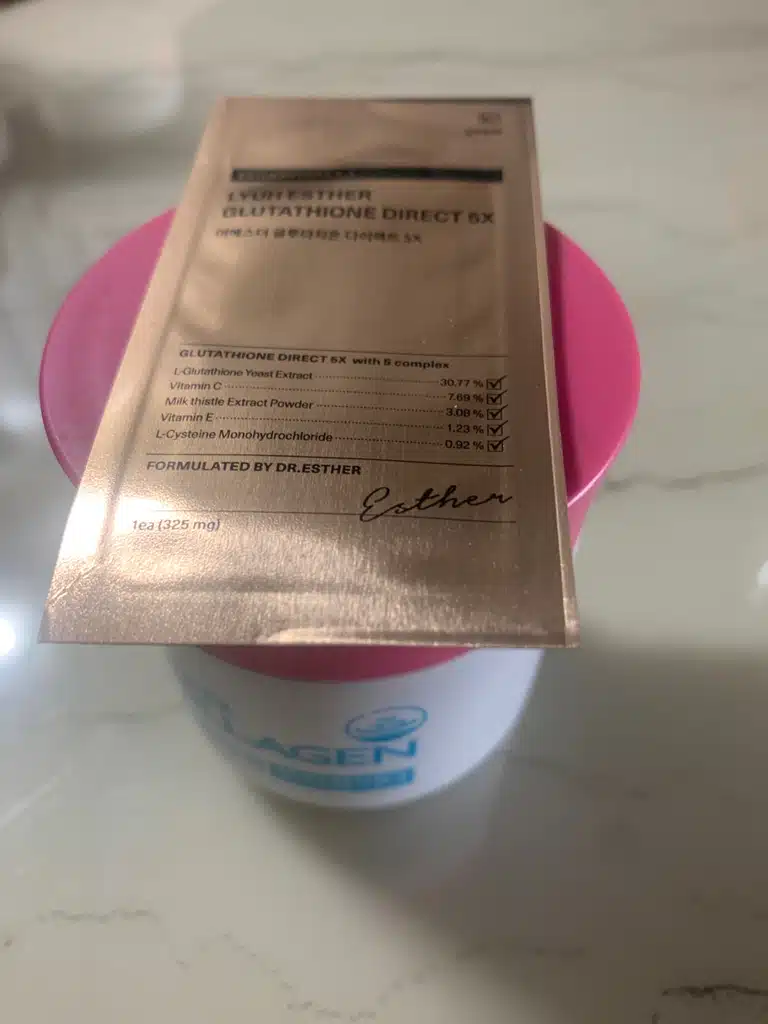 LYUH ESTHER
GLUTATHIONE DIRECT 5X
여에스더 글루타치온 다이렉트 5X
GLUTATHIONE DIRECT 5X with 5 complex
L-Glutathione Yeast Extract 30.77 %
Vitamin C 7.69 %
Milk thistle Extract Powder 3.08 %
Vitamin E 1.23 %
L-Cysteine Monohydrochloride 0.92 %
FORMULATED BY DR.ESTHER
Esther
1ea (325 mg)
LAGEN